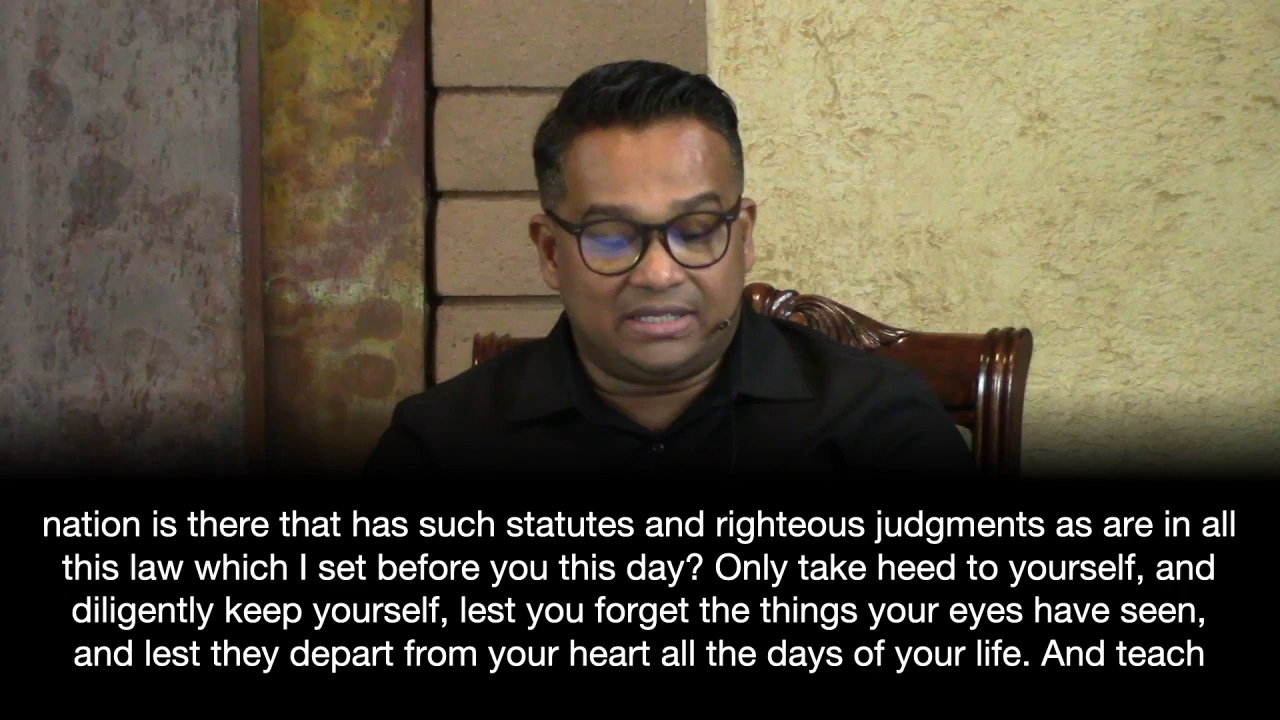 nation is there that has such statutes and righteous judgments as are in all
this law which I set before you this day? Only take heed to yourself, and
diligently keep yourself, lest you forget the things your eyes have seen,
and lest they depart from your heart all the days of your life. And teach